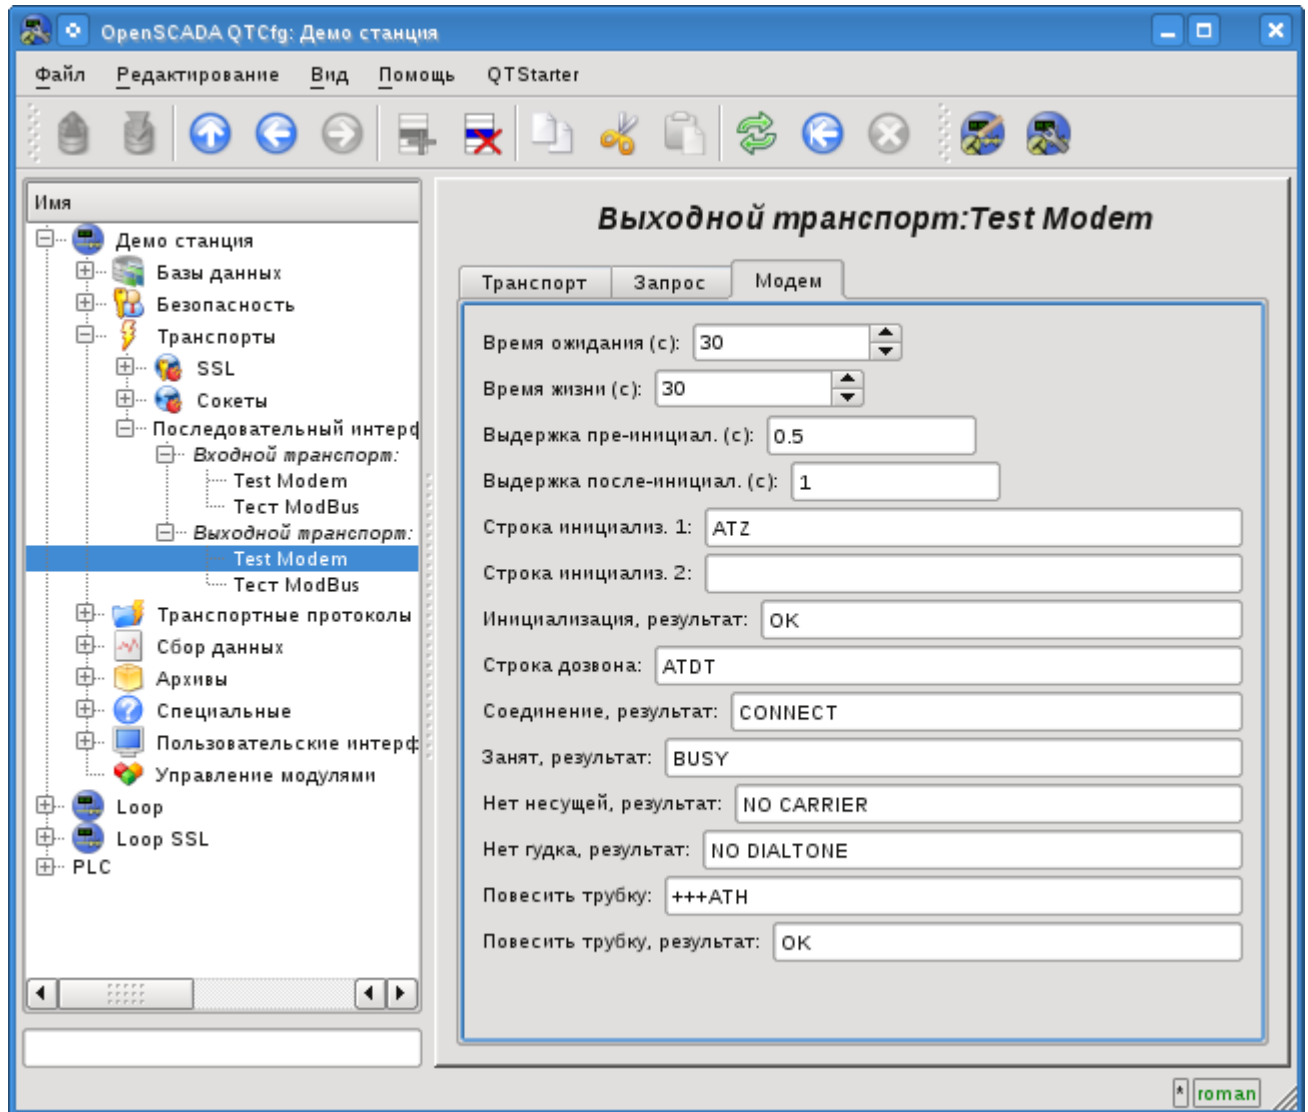 OpenSCADA QTCfg: Демо станция
Файл Редактирование Вид Помощь QTStarter
Имя
Демо станция
Базы данных
Безопасность
Транспорты
SSL
Сокеты
Последовательный интерф
Входной транспорт:
Test Modem
Тест ModBus
Выходной транспорт:
Test Modem
Тест ModBus
Транспортные протоколы
Сбор данных
Архивы
Специальные
Пользовательские интерф
Управление модулями
Loop
Loop SSL
PLC
Выходной транспорт:Test Modem
Транспорт Запрос Модем
Время ожидания (с): 30
Время жизни (с): 30
Выдержка пре-инициал. (с): 0.5
Выдержка после-инициал. (с): 1
Строка инициализ. 1: ATZ
Строка инициализ. 2:
Инициализация, результат: OK
Строка дозвона: ATDT
Соединение, результат: CONNECT
Занят, результат: BUSY
Нет несущей, результат: NO CARRIER
Нет гудка, результат: NO DIALTONE
Повесить трубку: +++ATH
Повесить трубку, результат: OK
* roman